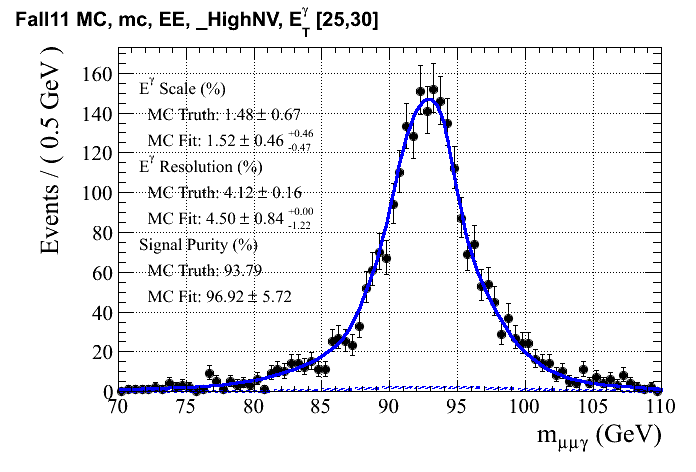 Fall11 MC, mc, EE, _HighNV, E_T^γ [25,30]
Events / ( 0.5 GeV )
160
140
120
100
80
60
40
20
0
E^γ Scale (%)
MC Truth: 1.48 ± 0.67
MC Fit: 1.52 ± 0.46 +0.46 -0.47
E^γ Resolution (%)
MC Truth: 4.12 ± 0.16
MC Fit: 4.50 ± 0.84 +0.00 -1.22
Signal Purity (%)
MC Truth: 93.79
MC Fit: 96.92 ± 5.72
70 75 80 85 90 95 100 105 110
m_μμγ (GeV)